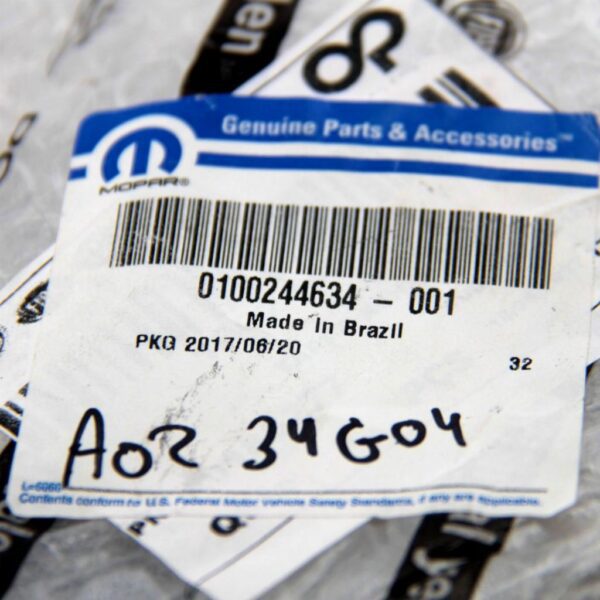 Genuine Parts & Accessories™
MOPAR®
0100244634 - 001
Made in Brazil
PKG 2017/06/20
32
A02 34G04
L=6060
Contents conform to U.S. Federal Motor Vehicle Safety Standards, if any are Applicable.